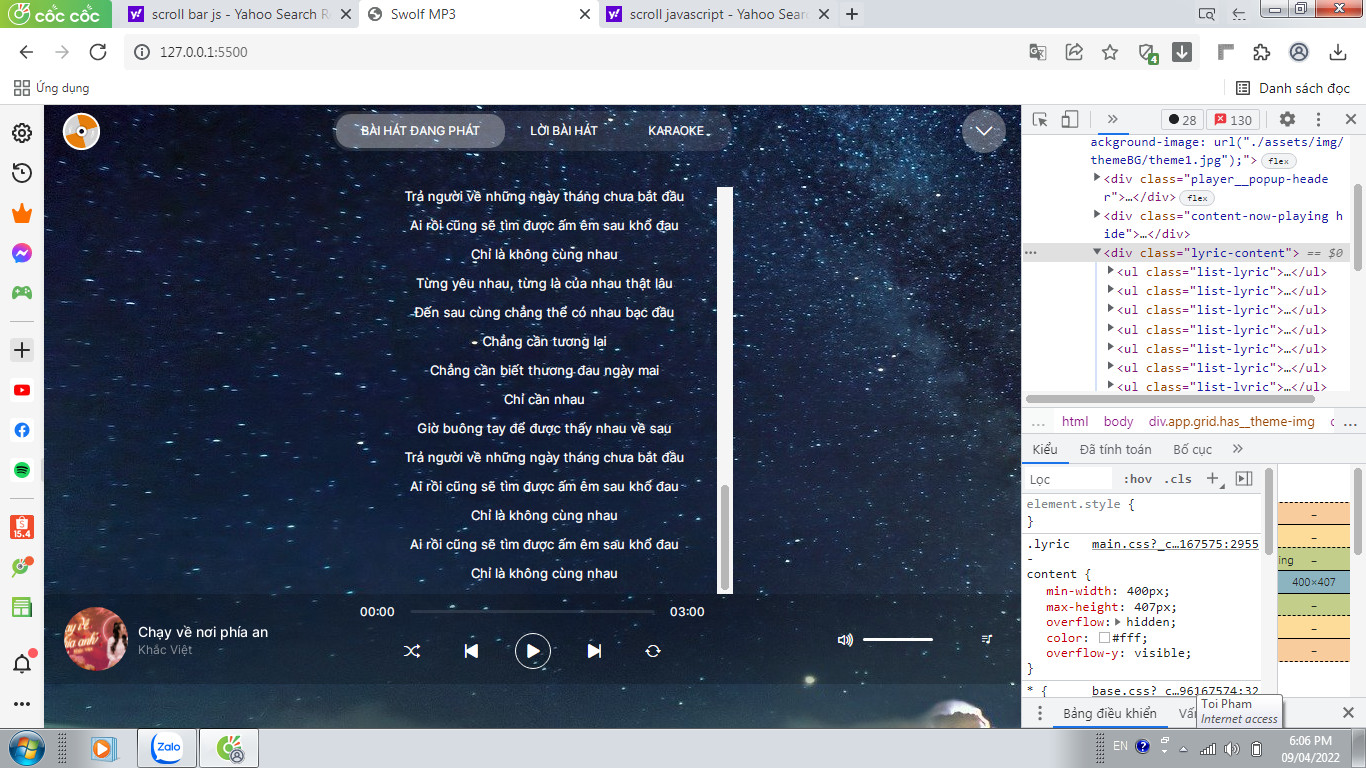 cốc cốc
scroll bar js - Yahoo Search R
Swolf MP3
scroll javascript - Yahoo Sear
127.0.0.1:5500
4
Ứng dụng
Danh sách đọc
BÀI HÁT ĐANG PHÁT
LỜI BÀI HÁT
KARAOKE
Trả người về những ngày tháng chưa bắt đầu
Ai rồi cũng sẽ tìm được ấm êm sau khổ đau
Chỉ là không cùng nhau
Từng yêu nhau, từng là của nhau thật lâu
Đến sau cùng chẳng thể có nhau bạc đầu
Chẳng cần tương lai
Chẳng cần biết thương đau ngày mai
Chỉ cần nhau
Giờ buông tay để được thấy nhau về sau
Trả người về những ngày tháng chưa bắt đầu
Ai rồi cũng sẽ tìm được ấm êm sau khổ đau
Chỉ là không cùng nhau
Ai rồi cũng sẽ tìm được ấm êm sau khổ đau
Chỉ là không cùng nhau
00:00
03:00
Chạy về nơi phía an
Khắc Việt
15.4
28
130
ackground-image: url("./assets/img/
themeBG/theme1.jpg");">
flex
<div class="player__popup-heade
r">…</div>
flex
<div class="content-now-playing h
ide">…</div>
<div class="lyric-content"> == $0
<ul class="list-lyric">…</ul>
<ul class="list-lyric">…</ul>
<ul class="list-lyric">…</ul>
<ul class="list-lyric">…</ul>
<ul class="list-lyric">…</ul>
<ul class="list-lyric">…</ul>
<ul class="list-lyric">…</ul>
… html body div.app.grid.has__theme-img …
Kiểu
Đã tính toán
Bố cục
Lọc
:hov .cls
element.style {
}
.lyric main.css?_c…167575:2955
-
content {
min-width: 400px;
max-height: 407px;
overflow: hidden;
color: #fff;
overflow-y: visible;
}
* { base.css?_c…96167574:32
ing
400×407
Bảng điều khiển
Toi Pham
Internet access
Zalo
EN
6:06 PM
09/04/2022